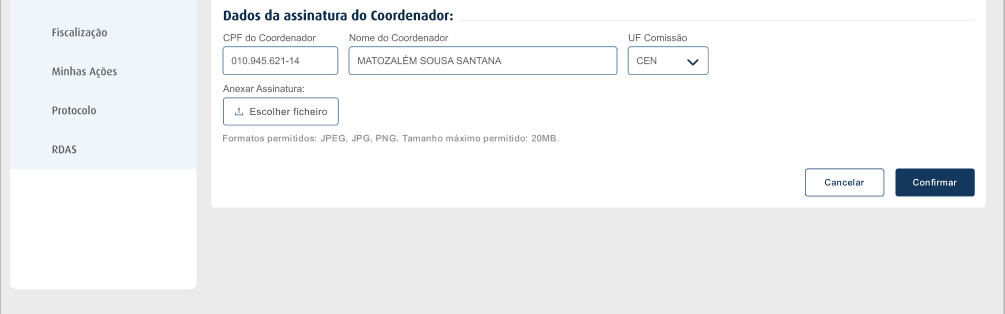 Fiscalização
Minhas Ações
Protocolo
RDAS
Dados da assinatura do Coordenador:
CPF do Coordenador Nome do Coordenador UF Comissão
010.945.621-14 MATOZALÉM SOUSA SANTANA CEN
Anexar Assinatura:
Escolher ficheiro
Formatos permitidos: JPEG, JPG, PNG. Tamanho máximo permitido: 20MB.
Cancelar Confirmar